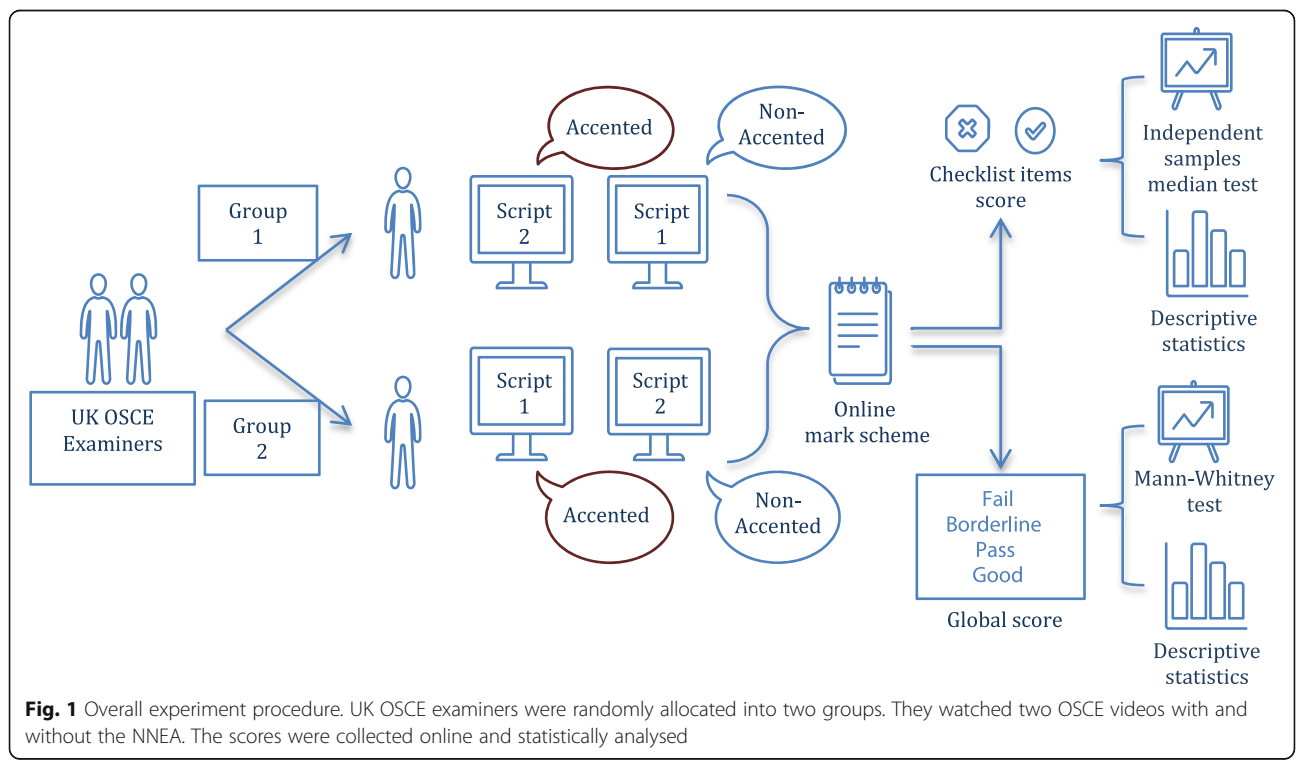 UK OSCE
Examiners
Group
1
Group
2
Accented
Non-
Accented
Script
2
Script
1
Script
1
Script
2
Accented
Non-
Accented
Online
mark scheme
Checklist items
score
Fail
Borderline
Pass
Good
Global score
Independent
samples
median test
Descriptive
statistics
Mann-Whitney
test
Descriptive
statistics
Fig. 1 Overall experiment procedure. UK OSCE examiners were randomly allocated into two groups. They watched two OSCE videos with and
without the NNEA. The scores were collected online and statistically analysed